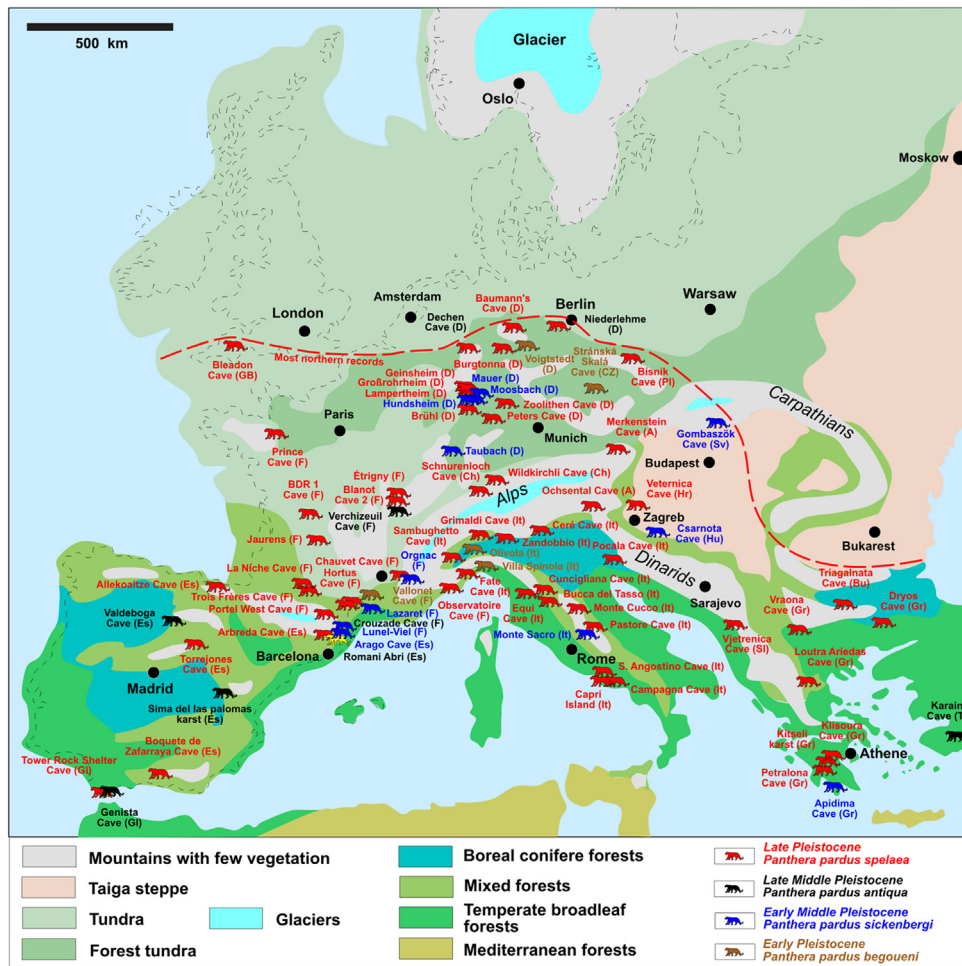 500 km
Glacier
Oslo
Moskow
Amsterdam
London
Dechen
Cave (D)
Baumann's
Cave (D)
Berlin
Niederlehme
(D)
Warsaw
Bleadon
Cave (GB)
Most northern records
Burgtonna (D)
Voigtstedt
(D)
Stránská
Skalá
Cave (CZ)
Bisnik
Cave (Pl)
Geinsheim (D)
Großrohrheim (D)
Lampertheim (D)
Hundsheim (D)
Brühl (D)
Mauer (D)
Moosbach (D)
Zoolithen Cave (D)
Peters Cave (D)
Paris
Munich
Merkenstein
Cave (A)
Carpathians
Gombaszök
Cave (Sv)
Prince
Cave (F)
Taubach (D)
Budapest
Étrigny (F)
Blanot
Cave 2 (F)
Schnurenloch
Cave (Ch)
Wildkirchli Cave (Ch)
BDR 1
Cave (F)
Verchizeuil
Cave (F)
Alps
Ochsental Cave (A)
Veternica
Cave (Hr)
Zagreb
Csarnota
Cave (Hu)
Bukarest
Jaurens (F)
Sambughetto
Cave (It)
Grimaldi Cave (It)
Ceré Cave (It)
Zandobbio (It)
Olivola (It)
Pocala Cave (It)
Orgnac
(F)
Villa Spinola (It)
Chauvet Cave (F)
Hortus
Cave (F)
La Níche Cave (F)
Allekoaitze Cave (Es)
Trois Frères Cave (F)
Portel West Cave (F)
Vallonet
Cave (F)
Fate
Cave (It)
Observatoire
Cave (F)
Equi
Cave (It)
Cuncigliana Cave (It)
Bucca del Tasso (It)
Monte Cucco (It)
Pastore Cave (It)
Monte Sacro (It)
Dinarids
Sarajevo
Triagalnata
Cave (Bu)
Vraona
Cave (Gr)
Dryos
Cave (Gr)
Valdeboga
Cave (Es)
Lazaret (F)
Crouzade Cave (F)
Lunel-Viel (F)
Arago Cave (Es)
Romani Abri (Es)
Arbreda Cave (Es)
Barcelona
Torrejones
Cave (Es)
Madrid
Sima del las palomas
karst (Es)
Rome
S. Angostino Cave (It)
Campagna Cave (It)
Capri
Island (It)
Vjetrenica
Cave (Sl)
Loutra Ariedas
Cave (Gr)
Boquete de
Zafarraya Cave (Es)
Tower Rock Shelter
Cave (Gl)
Genista
Cave (Gl)
Kitseli
karst (Gr)
Klisoura
Cave (Gr)
Athene
Petralona
Cave (Gr)
Apidima
Cave (Gr)
Karain
Cave (T
Mountains with few vegetation
Taiga steppe
Tundra
Glaciers
Forest tundra
Boreal conifere forests
Mixed forests
Temperate broadleaf
forests
Mediterranean forests
Late Pleistocene
Panthera pardus spelaea
Late Middle Pleistocene
Panthera pardus antiqua
Early Middle Pleistocene
Panthera pardus sickenbergi
Early Pleistocene
Panthera pardus begoueni